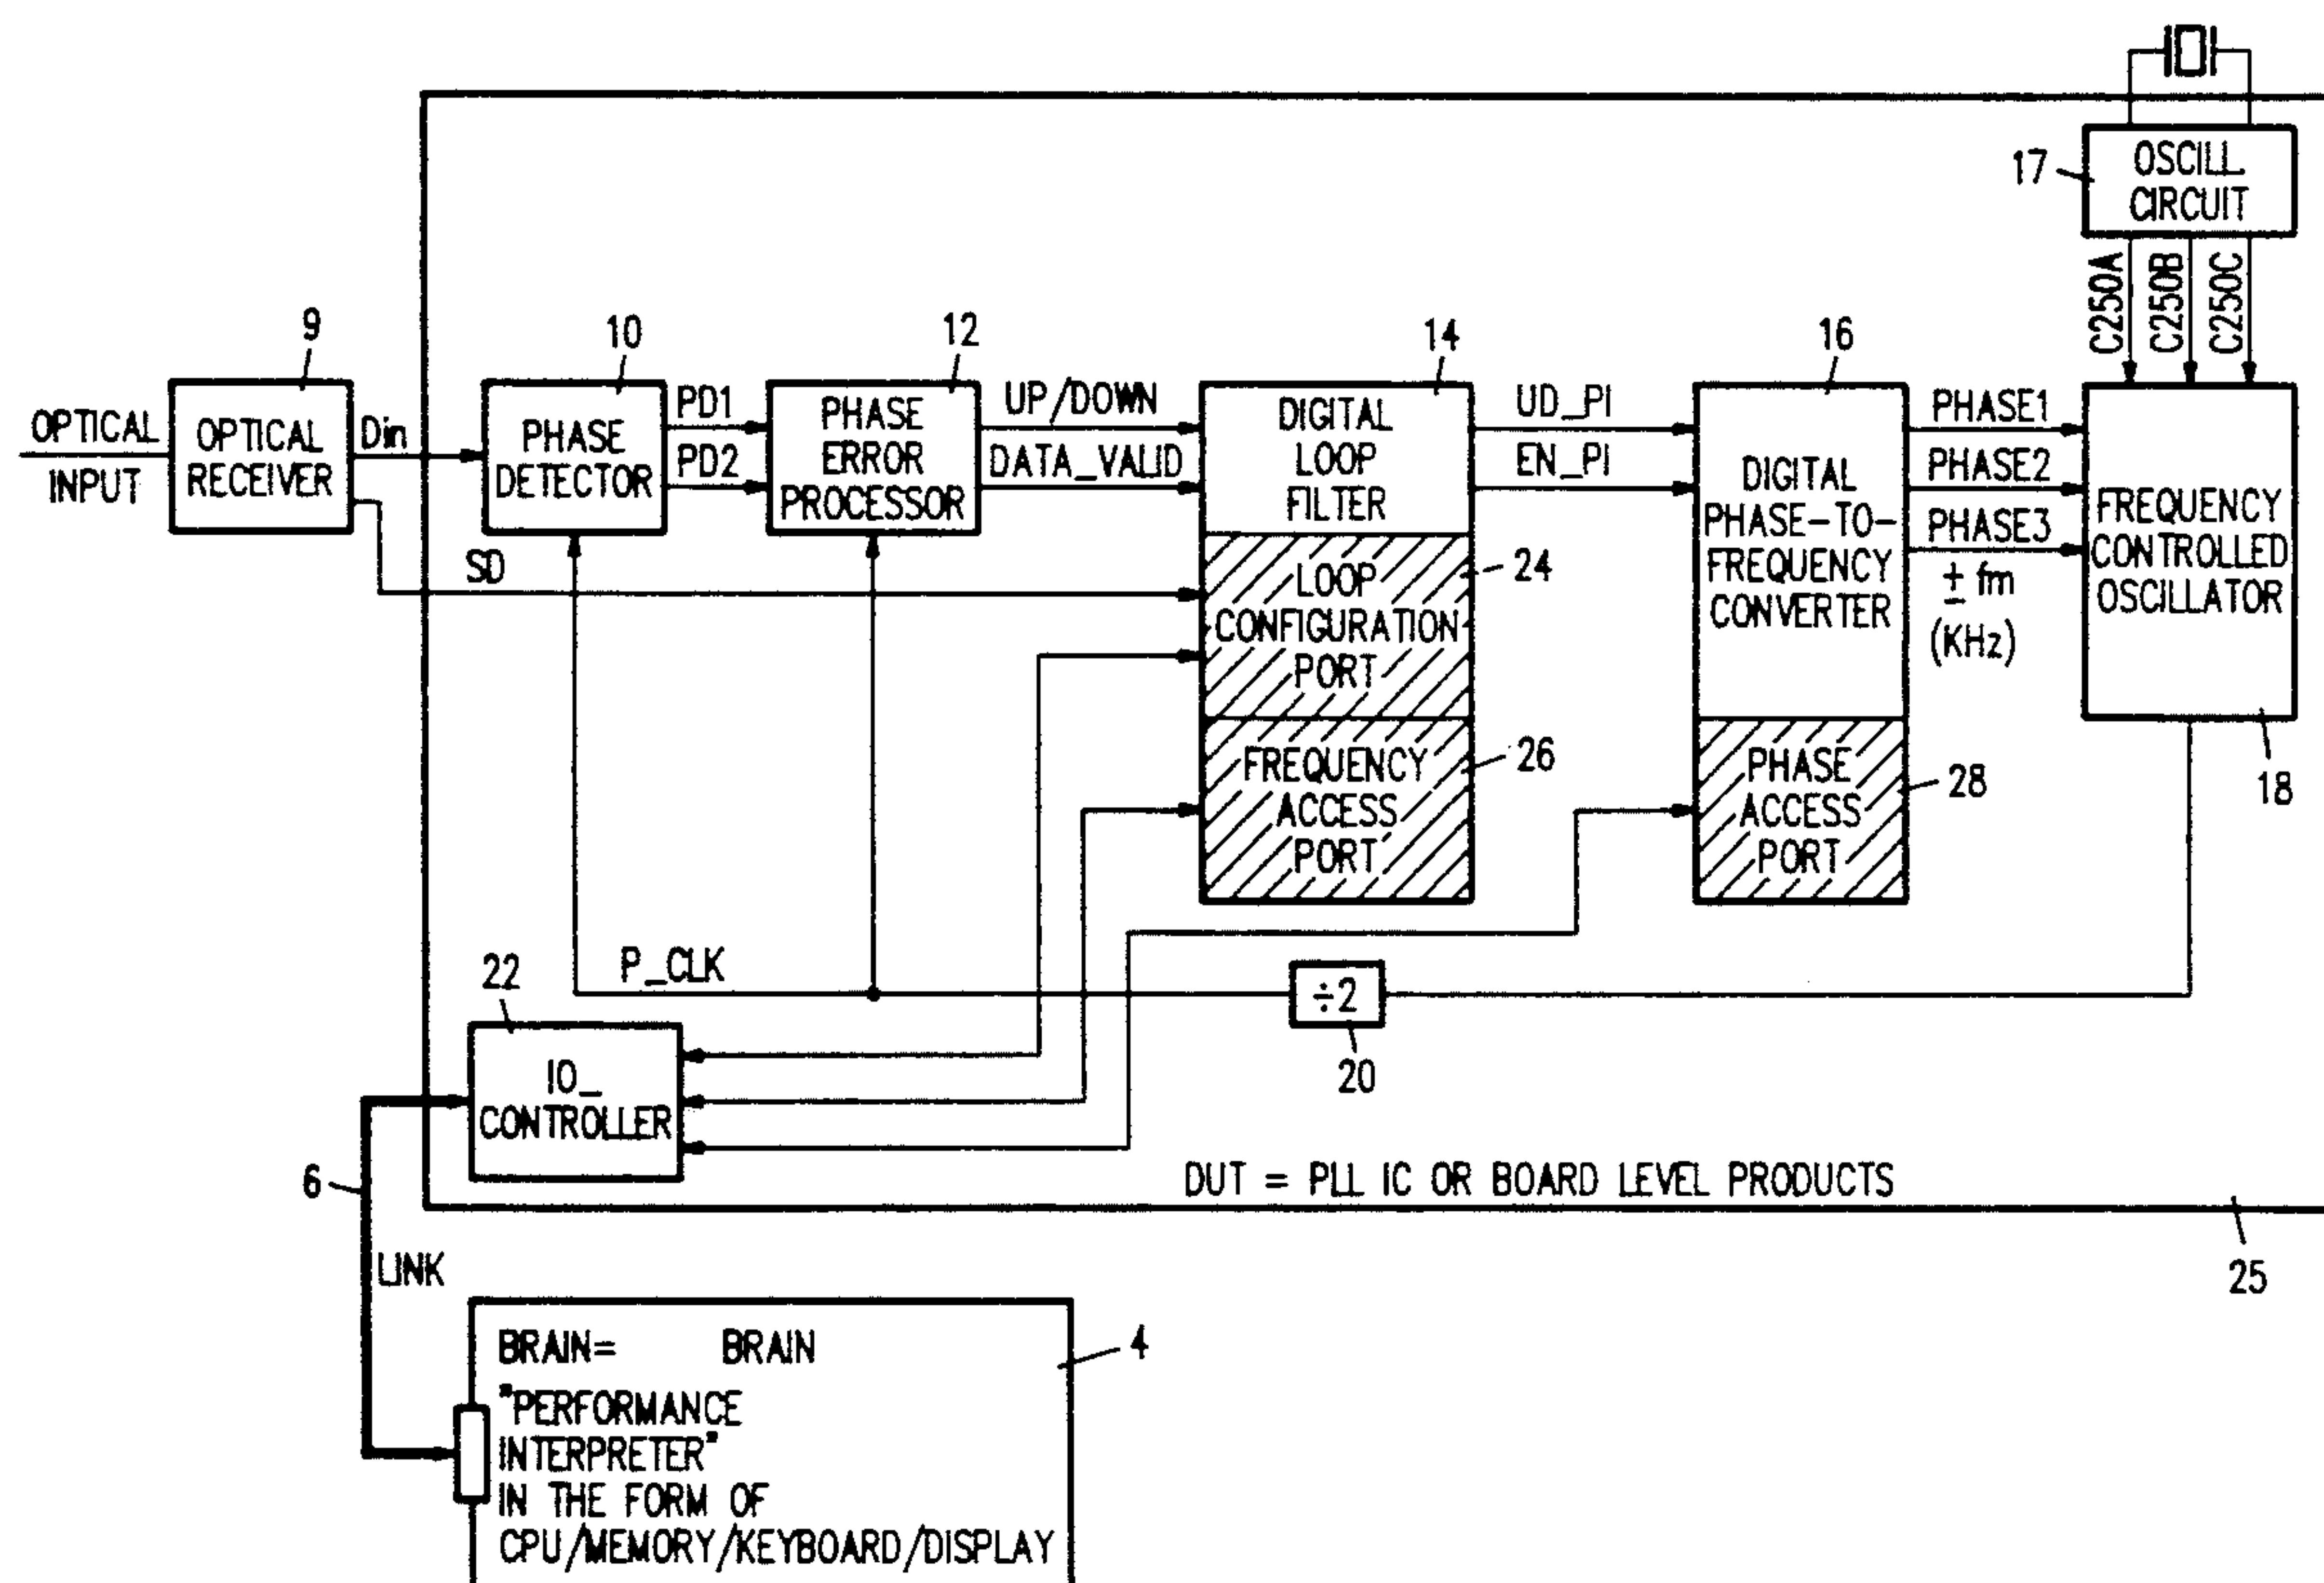 OSCILL.
CIRCUIT
17
C250A
C250B
C250C
9
10
12
14
16
OPTICAL
INPUT
OPTICAL
RECEIVER
Din
PHASE
DETECTOR
PD1
PD2
PHASE
ERROR
PROCESSOR
UP/DOWN
DATA_VALID
DIGITAL
LOOP
FILTER
UD_PI
EN_PI
DIGITAL
PHASE-TO-
FREQUENCY
CONVERTER
PHASE1
PHASE2
PHASE3
± fm
(KHz)
FREQUENCY
CONTROLLED
OSCILLATOR
18
SD
LOOP
CONFIGURATION
PORT
24
FREQUENCY
ACCESS
PORT
26
PHASE
ACCESS
PORT
28
P_CLK
÷2
20
22
IO_
CONTROLLER
6
LINK
DUT = PLL IC OR BOARD LEVEL PRODUCTS
25
BRAIN= BRAIN
"PERFORMANCE
INTERPRETER"
IN THE FORM OF
CPU/MEMORY/KEYBOARD/DISPLAY
4